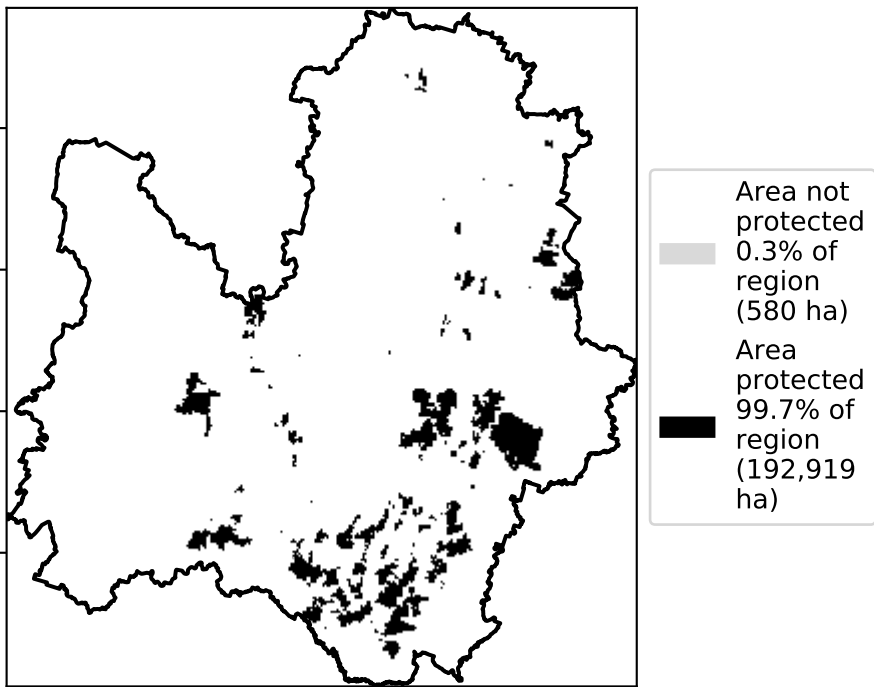 Area not
protected
0.3% of
region
(580 ha)
Area
protected
99.7% of
region
(192,919
ha)